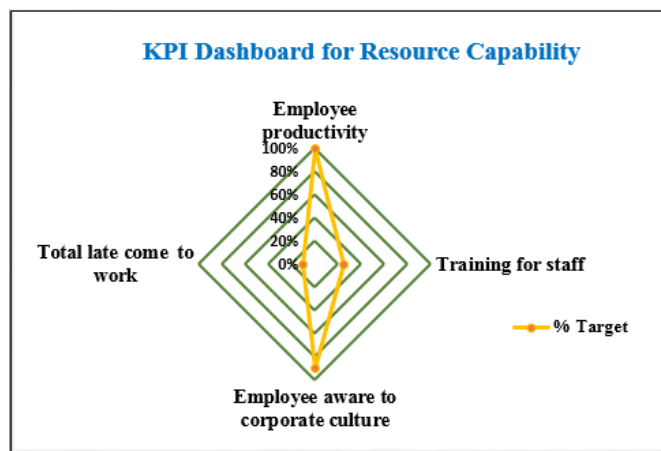 KPI Dashboard for Resource Capability
Employee
productivity
100%
80%
60%
40%
20%
0%
Total late come to
work
Training for staff
% Target
Employee aware to
corporate culture